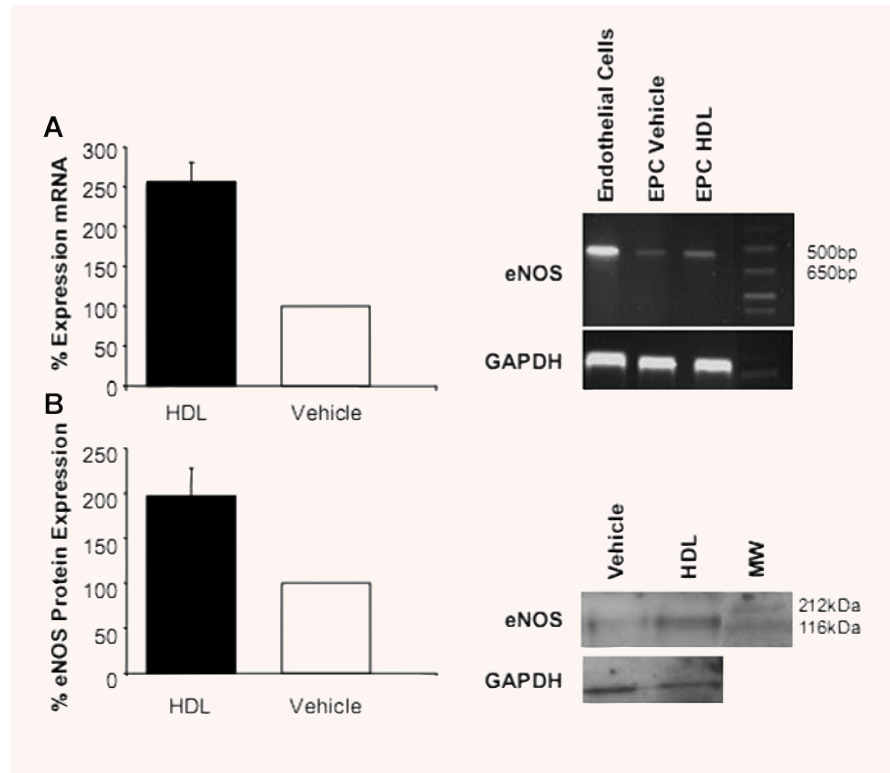 A
% Expression mRNA
300
250
200
150
100
50
0
HDL
Vehicle
Endothelial Cells
EPC Vehicle
EPC HDL
eNOS
500bp
650bp
GAPDH
B
% eNOS Protein Expression
250
200
150
100
50
0
HDL
Vehicle
Vehicle
HDL
MW
eNOS
212kDa
116kDa
GAPDH